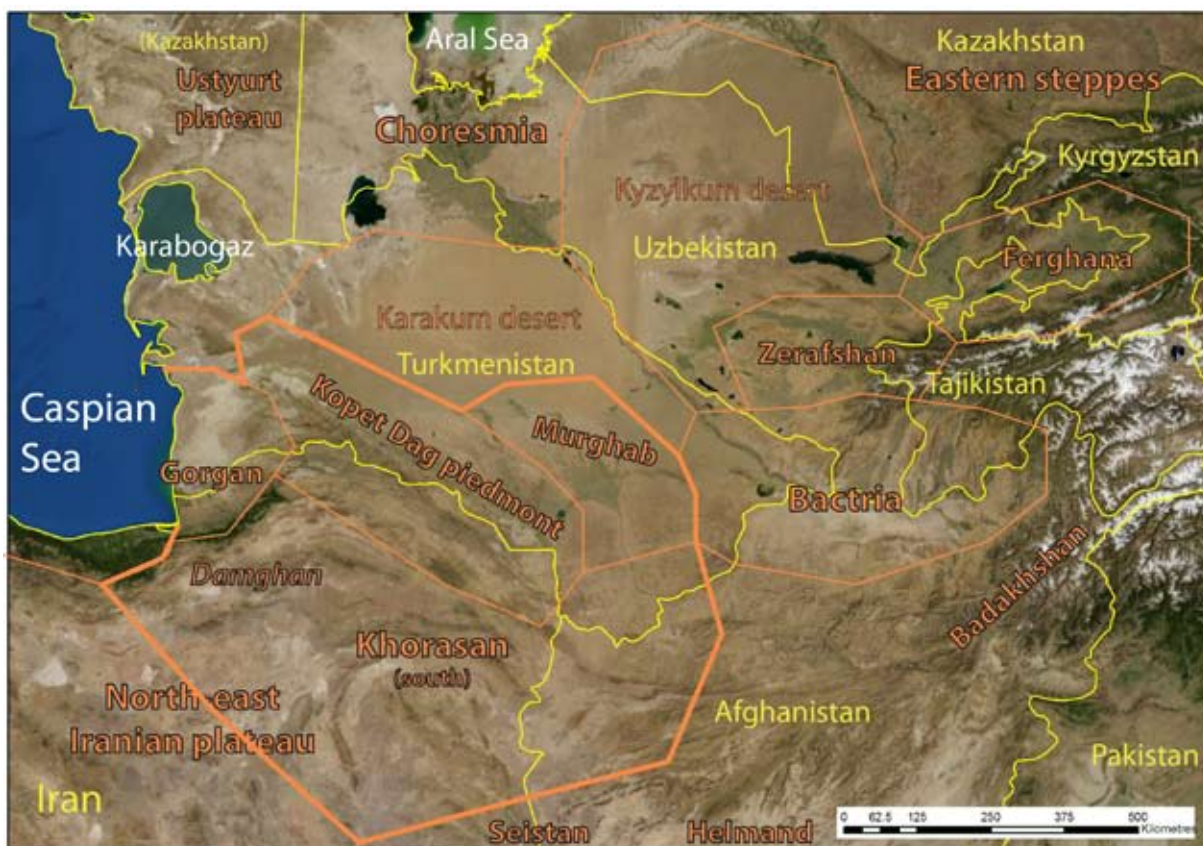 (Kazakhstan)
Ustyurt
plateau
Aral Sea
Kazakhstan
Eastern steppes
Choresmia
Kyrgyzstan
Kyzylkum desert
Karabogaz
Uzbekistan
Ferghana
Karakum desert
Turkmenistan
Zerafshan
Tajikistan
Caspian
Sea
Kopet Dag piedmont
Murghab
Gorgan
Bactria
Damghan
Badakhshan
Khorasan
(south)
North-east
Iranian plateau
Afghanistan
Pakistan
Iran
Seistan
Helmand
0 62.5 125 250 375 500
Kilometres